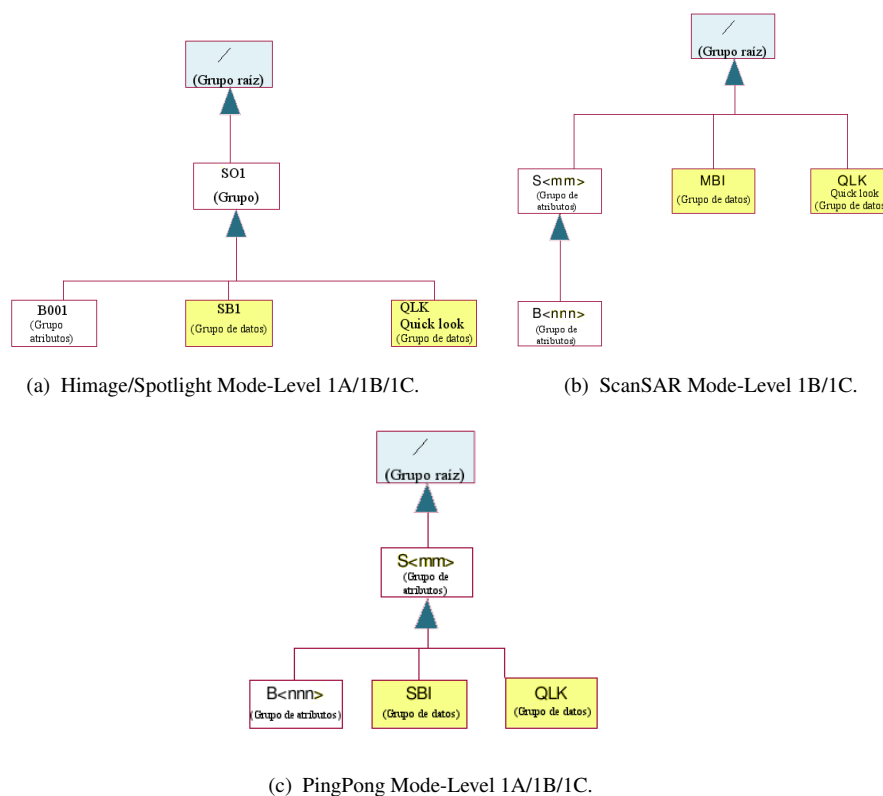 /
(Grupo raíz)
SO1
(Grupo)
B001
(Grupo
atributos)
SB1
(Grupo de datos)
QLK
Quick look
(Grupo de datos)
(a) Himage/Spotlight Mode-Level 1A/1B/1C.
/
(Grupo raíz)
S<mm>
(Grupo de
atributos)
MBI
(Grupo de datos)
QLK
Quick look
(Grupo de datos
B<nnn>
(Grupo de
atributos)
(b) ScanSAR Mode-Level 1B/1C.
/
(Grupo raíz)
S<mm>
(Grupo de
atributos)
B<nnn>
(Grupo de atributos)
SBI
(Grupo de datos)
QLK
(Grupo de datos)
(c) PingPong Mode-Level 1A/1B/1C.